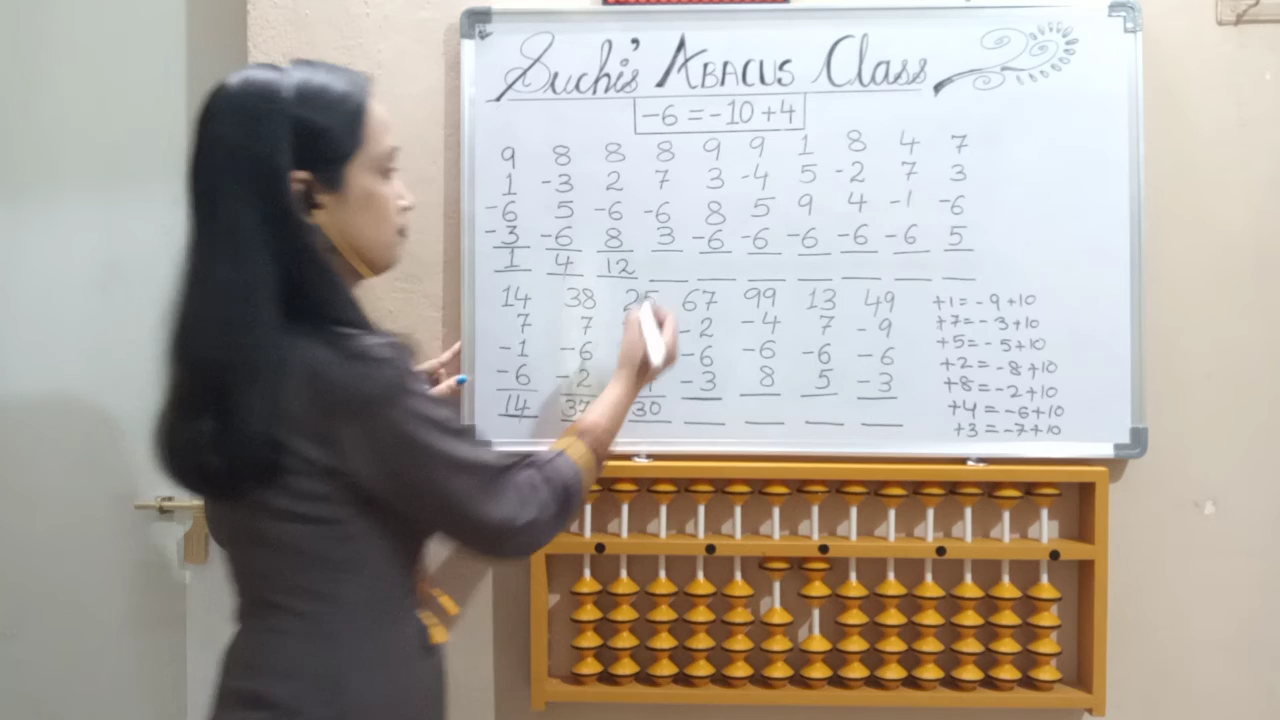 Suchi's ABACUS Class
-6 = -10 + 4
9 8 8 8 9 9 1 8 4 7
1 -3 2 7 3 -4 5 -2 7 3
-6 5 -6 -6 8 5 9 4 -1 -6
-3 -6 8 3 -6 -6 -6 -6 -6 5
1 4 12
14 38 25 67 99 13 49
7 7 -2 -4 7 -9
-1 -6 -6 -6 -6 -6
-6 -2 -3 8 5 -3
14 37 30
+1 = -9 + 10
+7 = -3 + 10
+5 = -5 + 10
+2 = -8 + 10
+8 = -2 + 10
+4 = -6 + 10
+3 = -7 + 10